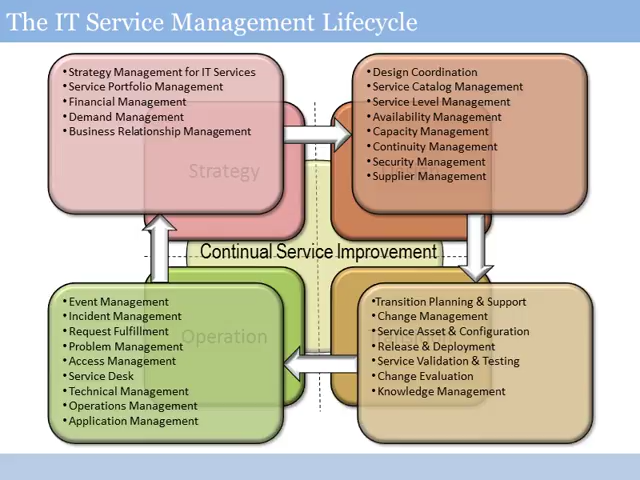 The IT Service Management Lifecycle
• Strategy Management for IT Services
• Service Portfolio Management
• Financial Management
• Demand Management
• Business Relationship Management
Strategy
• Design Coordination
• Service Catalog Management
• Service Level Management
• Availability Management
• Capacity Management
• Continuity Management
• Security Management
• Supplier Management
Continual Service Improvement
• Event Management
• Incident Management
• Request Fulfillment
• Problem Management
• Access Management
• Service Desk
• Technical Management
• Operations Management
• Application Management
Operation
• Transition Planning & Support
• Change Management
• Service Asset & Configuration
• Release & Deployment
• Service Validation & Testing
• Change Evaluation
• Knowledge Management